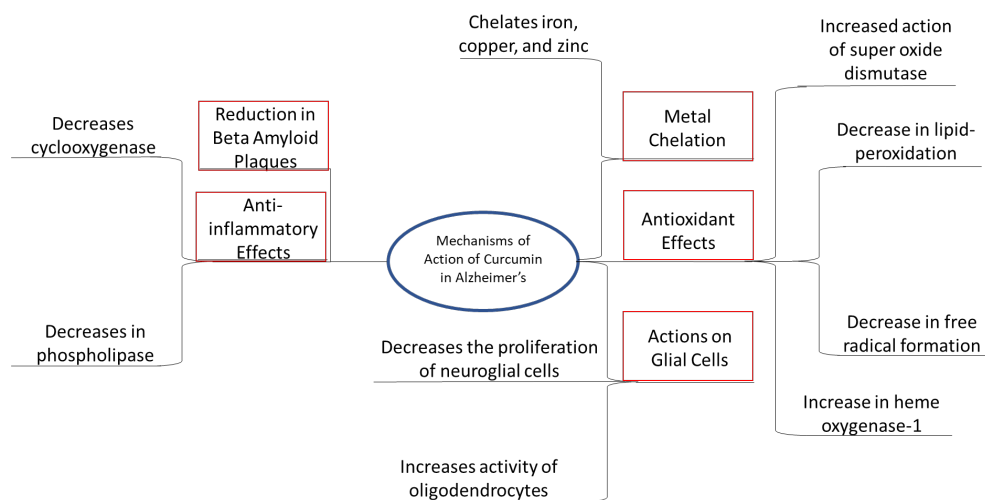 Chelates iron,
copper, and zinc
Increased action
of super oxide
dismutase
Reduction in
Beta Amyloid
Plaques
Metal
Chelation
Decreases
cyclooxygenase
Decrease in lipid-
peroxidation
Anti-
inflammatory
Effects
Antioxidant
Effects
Mechanisms of
Action of Curcumin
in Alzheimer’s
Decreases in
phospholipase
Decreases the proliferation
of neuroglial cells
Actions on
Glial Cells
Decrease in free
radical formation
Increase in heme
oxygenase-1
Increases activity of
oligodendrocytes